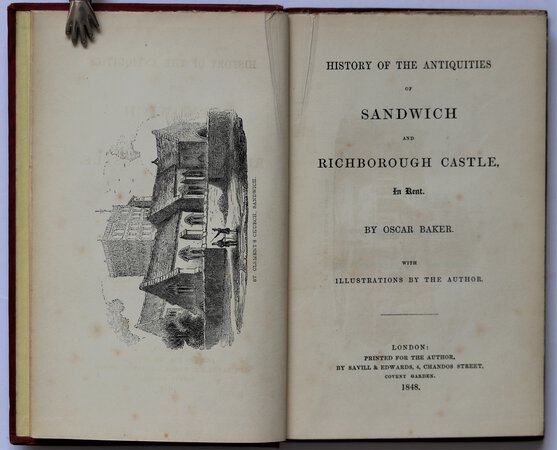 ST. CLEMENT'S CHURCH, SANDWICH.
HISTORY OF THE ANTIQUITIES
OF
SANDWICH
AND
RICHBOROUGH CASTLE,
In Kent.
BY OSCAR BAKER.
WITH
ILLUSTRATIONS BY THE AUTHOR.
LONDON:
PRINTED FOR THE AUTHOR,
BY SAVILL & EDWARDS, 4, CHANDOS STREET,
COVENT GARDEN.
1848.